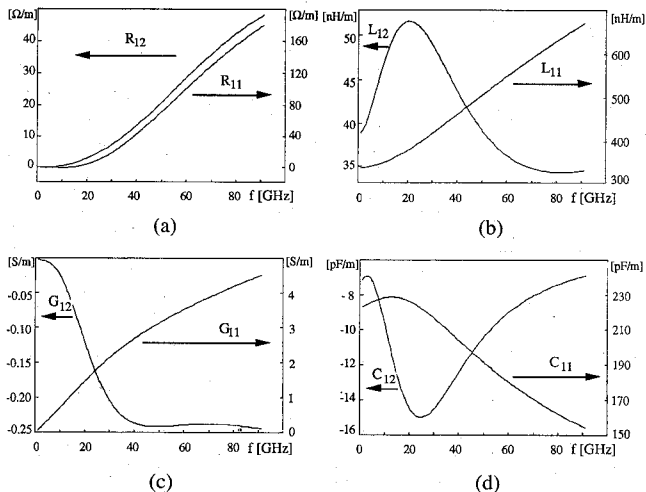 [Ω/m] [Ω/m]
40 R12 160
30 120
R11
20 80
10 40
0 0
0 20 40 60 80 f [GHz]
(a)
[nH/m] [nH/m]
50 L12 600
L11
45 500
40 400
35 300
0 20 40 60 80 f [GHz]
(b)
[S/m] [S/m]
-0.05 4
G12
-0.10 3
G11
-0.15 2
-0.20 1
-0.25 0
0 20 40 60 80 f [GHz]
(c)
[pF/m] [pF/m]
-6
-8 230
-10 210
C12 C11
-12 190
-14 170
-16 150
0 20 40 60 80 f [GHz]
(d)